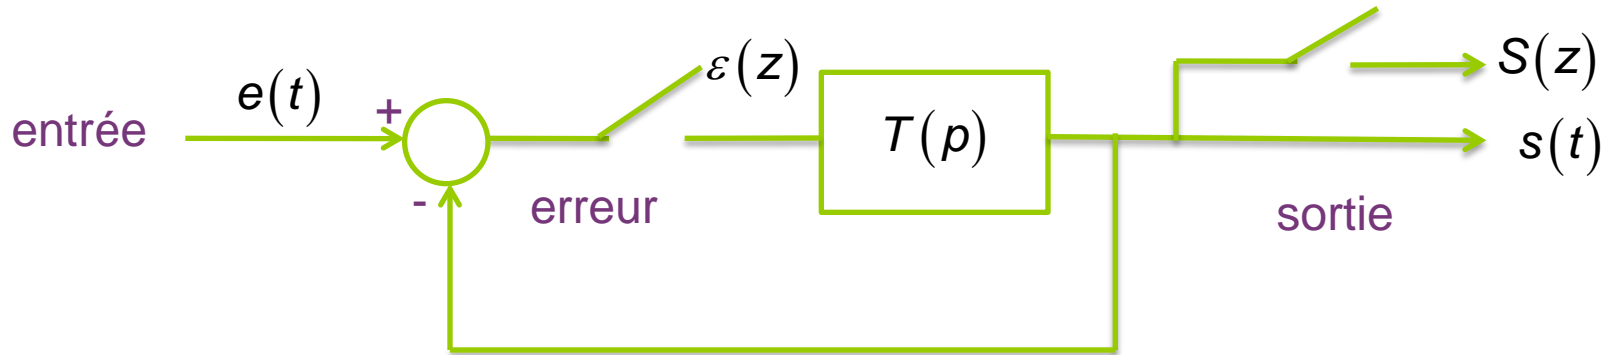 entrée
e(t)
+
-
erreur
ε(z)
T(p)
S(z)
s(t)
sortie